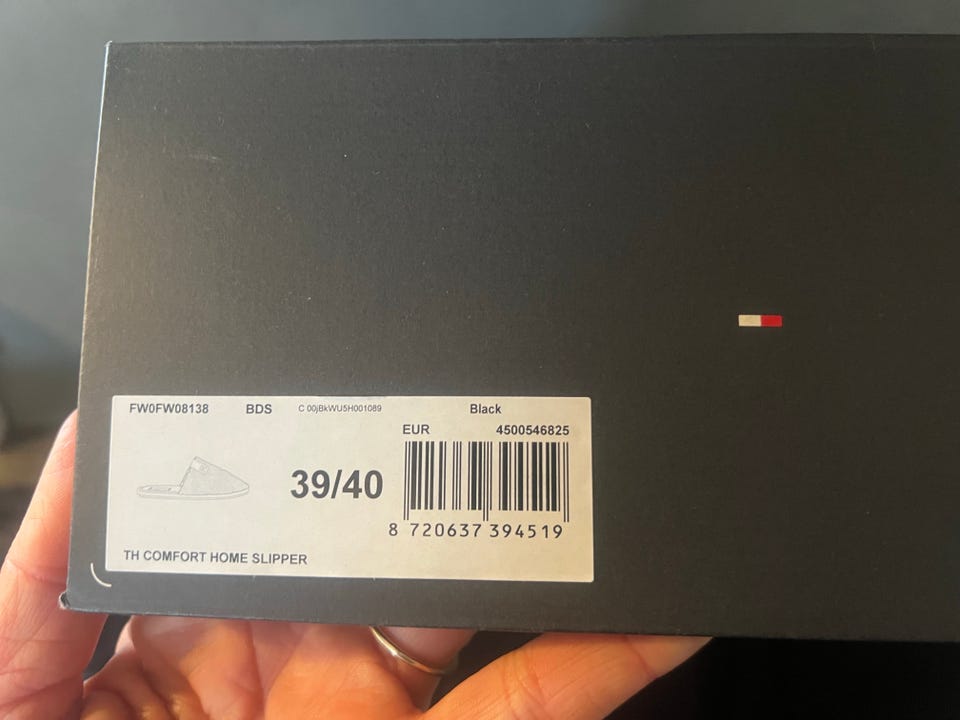 FW0FW08138 BDS C 00jBkWU5H001089 Black
EUR 4500546825
39/40
8 720637 394519
TH COMFORT HOME SLIPPER